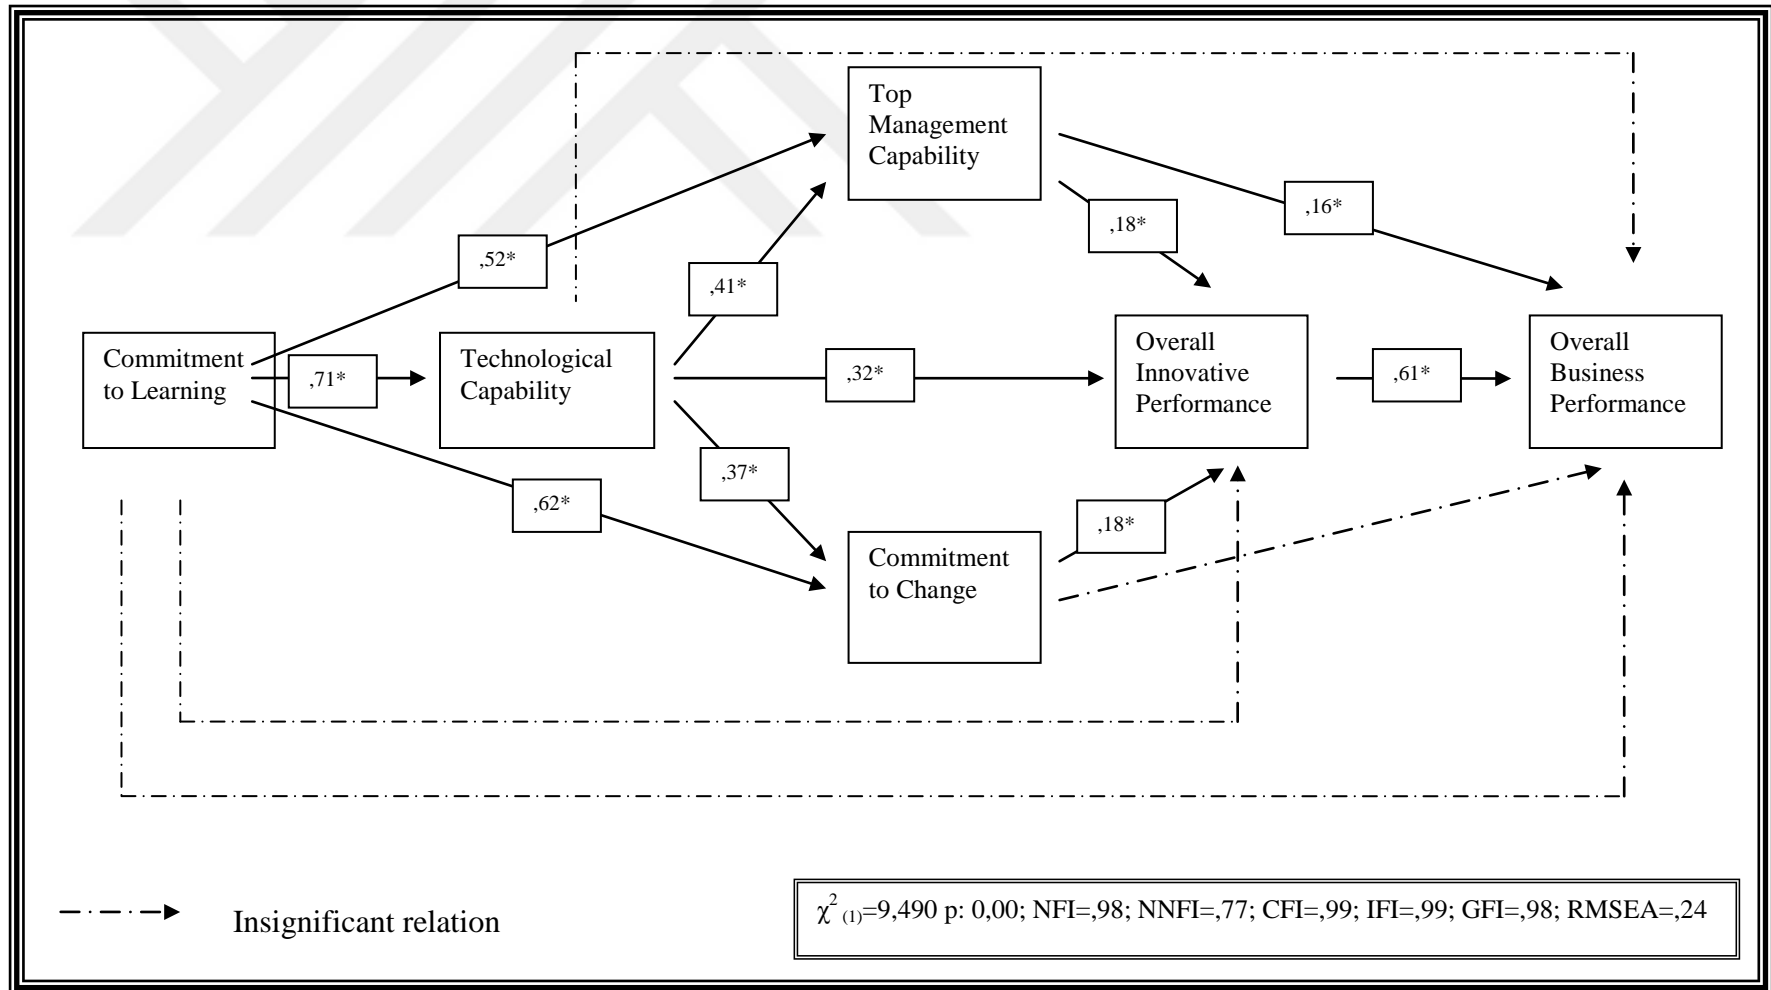 Top
Management
Capability
,16*
,18*
,52*
,41*
Commitment
to Learning
,71*
Technological
Capability
,32*
Overall
Innovative
Performance
,61*
Overall
Business
Performance
,37*
,62*
,18*
Commitment
to Change
Insignificant relation
χ² (1)=9,490 p: 0,00; NFI=,98; NNFI=,77; CFI=,99; IFI=,99; GFI=,98; RMSEA=,24